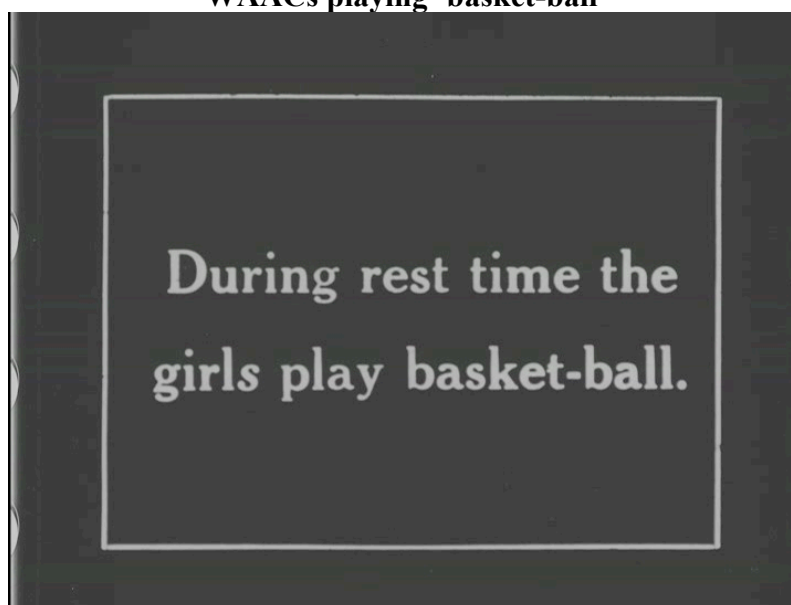 WAACs playing 'basket-ball'
During rest time the
girls play basket-ball.